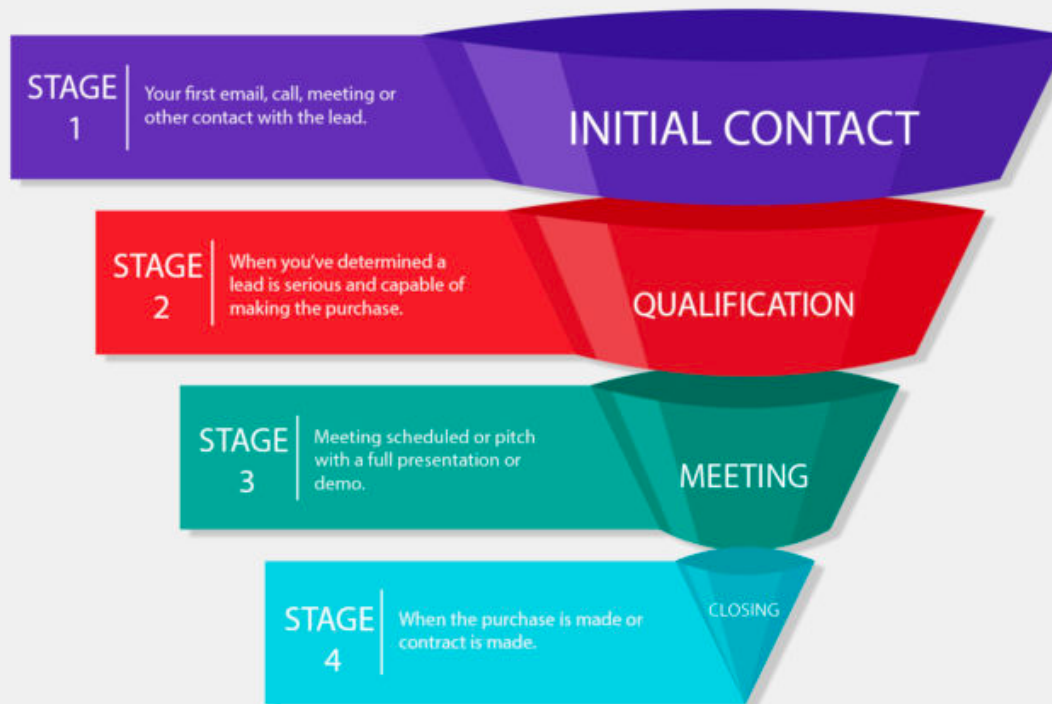 STAGE
1
Your first email, call, meeting or
other contact with the lead.
INITIAL CONTACT
STAGE
2
When you've determined a
lead is serious and capable of
making the purchase.
QUALIFICATION
STAGE
3
Meeting scheduled or pitch
with a full presentation or
demo.
MEETING
STAGE
4
When the purchase is made or
contract is made.
CLOSING